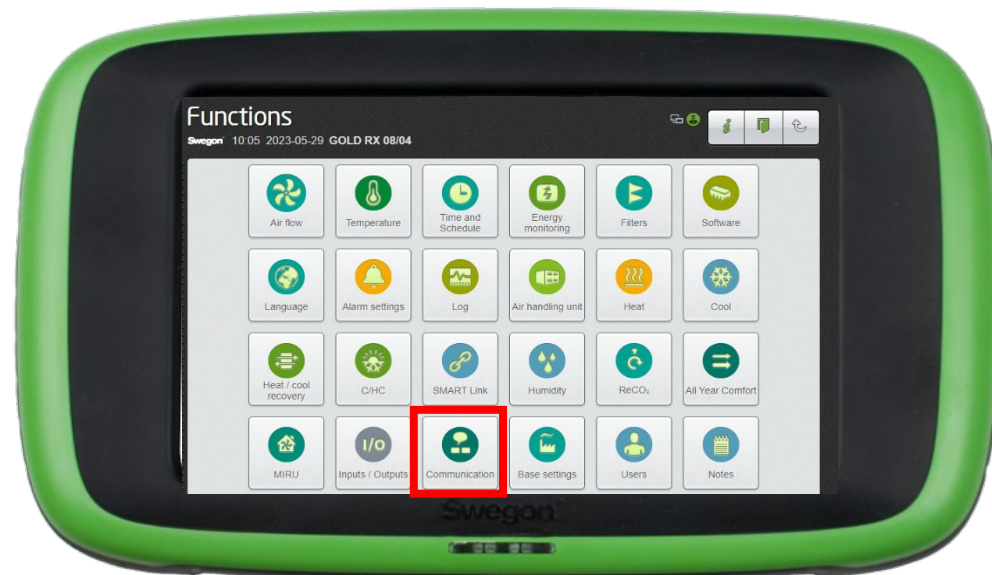 Functions
Swegon 10:05 2023-05-29 GOLD RX 08/04
Air flow
Temperature
Time and
Schedule
Energy
monitoring
Filters
Software
Language
Alarm settings
Log
Air handling unit
Heat
Cool
Heat / cool
recovery
C/HC
SMART Link
Humidity
ReCO₂
All Year Comfort
I/O
MIRU
Inputs / Outputs
Communication
Base settings
Users
Notes
Swegon